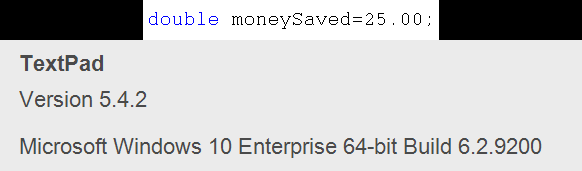 double moneySaved=25.00;
TextPad
Version 5.4.2
Microsoft Windows 10 Enterprise 64-bit Build 6.2.9200